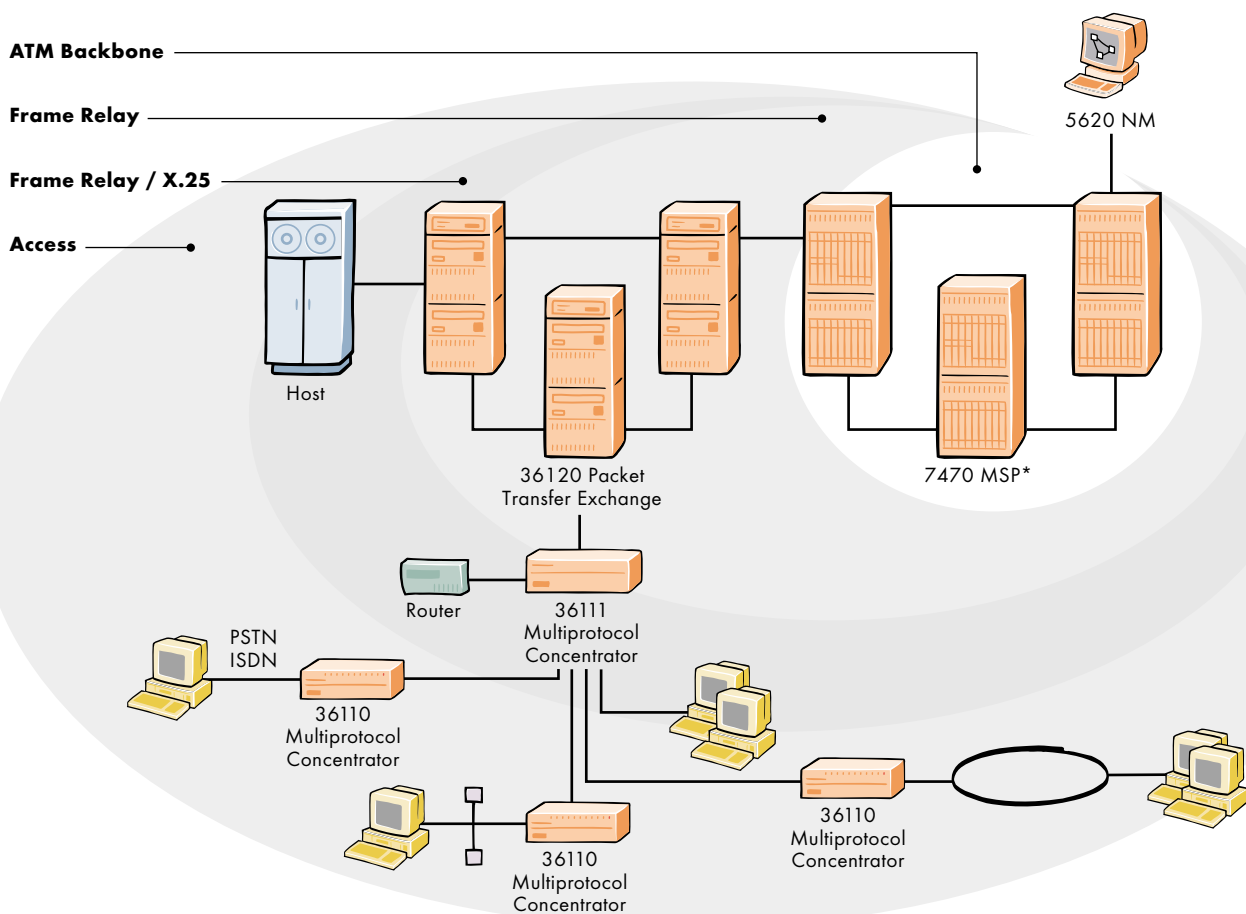 ATM Backbone
Frame Relay
Frame Relay / X.25
Access
5620 NM
Host
36120 Packet
Transfer Exchange
7470 MSP*
Router
36111
Multiprotocol
Concentrator
PSTN
ISDN
36110
Multiprotocol
Concentrator
36110
Multiprotocol
Concentrator
36110
Multiprotocol
Concentrator